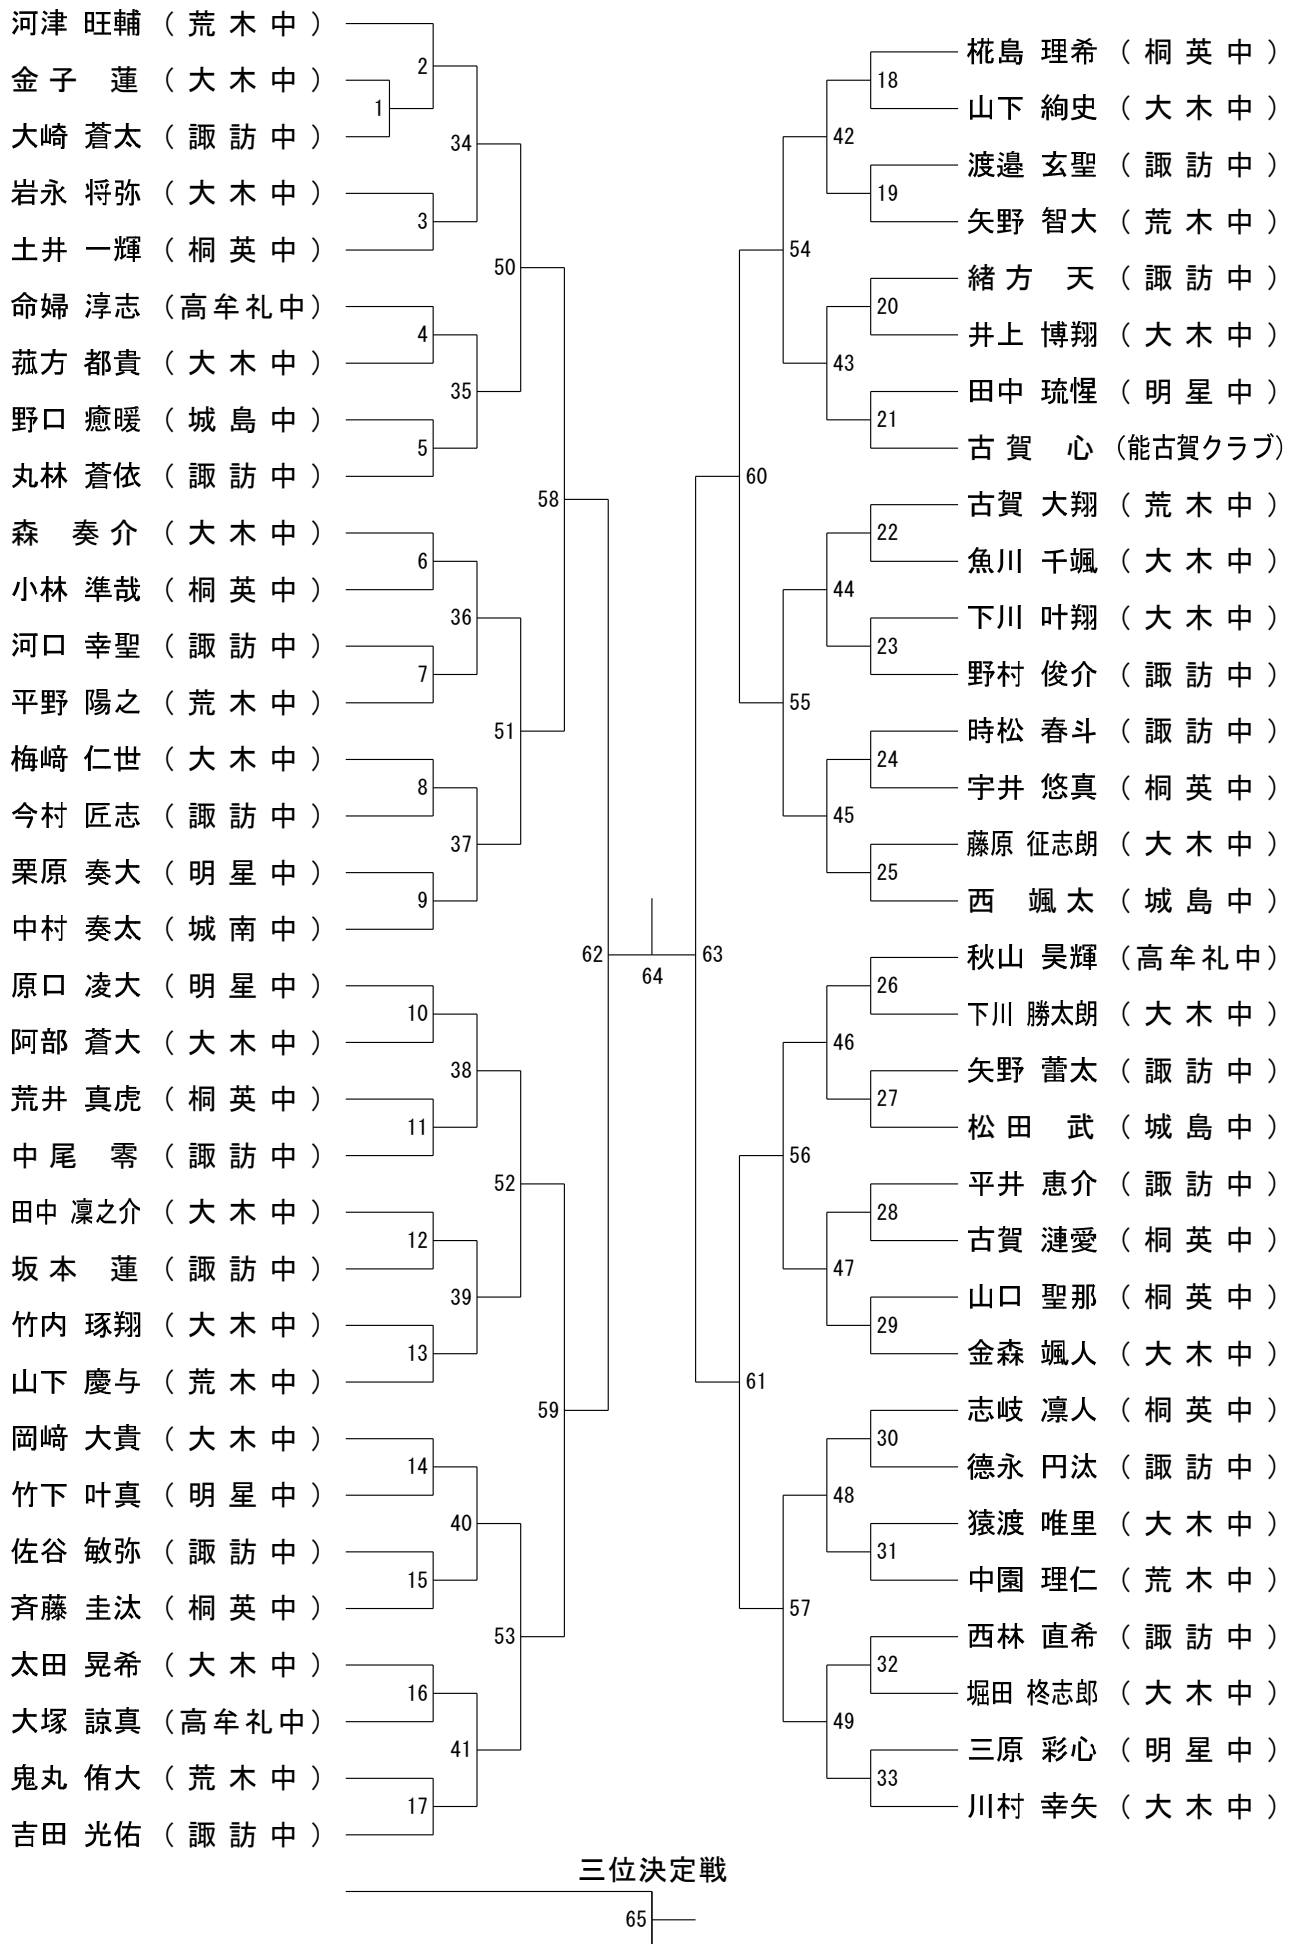 河津 旺輔 ( 荒 木 中 )
1
2
金 子 蓮 ( 大 木 中 )
大崎 蒼太 ( 諏 訪 中 )
34
岩永 将弥 ( 大 木 中 )
3
土井 一輝 ( 桐 英 中 )
50
命婦 淳志 (高牟礼中)
4
菰方 都貴 ( 大 木 中 )
35
野口 癒暖 ( 城 島 中 )
5
丸林 蒼依 ( 諏 訪 中 )
58
森 奏介 ( 大 木 中 )
6
小林 準哉 ( 桐 英 中 )
36
河口 幸聖 ( 諏 訪 中 )
7
平野 陽之 ( 荒 木 中 )
51
梅﨑 仁世 ( 大 木 中 )
8
今村 匠志 ( 諏 訪 中 )
37
栗原 奏大 ( 明 星 中 )
9
中村 奏太 ( 城 南 中 )
62
原口 凌大 ( 明 星 中 )
10
阿部 蒼大 ( 大 木 中 )
38
荒井 真虎 ( 桐 英 中 )
11
中 尾 零 ( 諏 訪 中 )
52
田中 凜之介 ( 大 木 中 )
12
坂 本 蓮 ( 諏 訪 中 )
39
竹内 琢翔 ( 大 木 中 )
13
山下 慶与 ( 荒 木 中 )
59
岡﨑 大貴 ( 大 木 中 )
14
竹下 叶真 ( 明 星 中 )
40
佐谷 敏弥 ( 諏 訪 中 )
15
斉藤 圭汰 ( 桐 英 中 )
53
太田 晃希 ( 大 木 中 )
16
大塚 諒真 (高牟礼中)
41
鬼丸 侑大 ( 荒 木 中 )
17
吉田 光佑 ( 諏 訪 中 )
64
椛島 理希 ( 桐 英 中 )
18
山下 絢史 ( 大 木 中 )
42
渡邉 玄聖 ( 諏 訪 中 )
19
矢野 智大 ( 荒 木 中 )
54
緒 方 天 ( 諏 訪 中 )
20
井上 博翔 ( 大 木 中 )
43
田中 琉惺 ( 明 星 中 )
21
古 賀 心 (能古賀クラブ)
60
古賀 大翔 ( 荒 木 中 )
22
魚川 千颯 ( 大 木 中 )
44
下川 叶翔 ( 大 木 中 )
23
野村 俊介 ( 諏 訪 中 )
55
時松 春斗 ( 諏 訪 中 )
24
宇井 悠真 ( 桐 英 中 )
45
藤原 征志朗 ( 大 木 中 )
25
西 颯太 ( 城 島 中 )
63
秋山 昊輝 (高牟礼中)
26
下川 勝太朗 ( 大 木 中 )
46
矢野 蕾太 ( 諏 訪 中 )
27
松 田 武 ( 城 島 中 )
56
平井 恵介 ( 諏 訪 中 )
28
古賀 漣愛 ( 桐 英 中 )
47
山口 聖那 ( 桐 英 中 )
29
金森 颯人 ( 大 木 中 )
61
志岐 凛人 ( 桐 英 中 )
30
德永 円汰 ( 諏 訪 中 )
48
猿渡 唯里 ( 大 木 中 )
31
中園 理仁 ( 荒 木 中 )
57
西林 直希 ( 諏 訪 中 )
32
堀田 柊志郎 ( 大 木 中 )
49
三原 彩心 ( 明 星 中 )
33
川村 幸矢 ( 大 木 中 )
三位決定戦
65